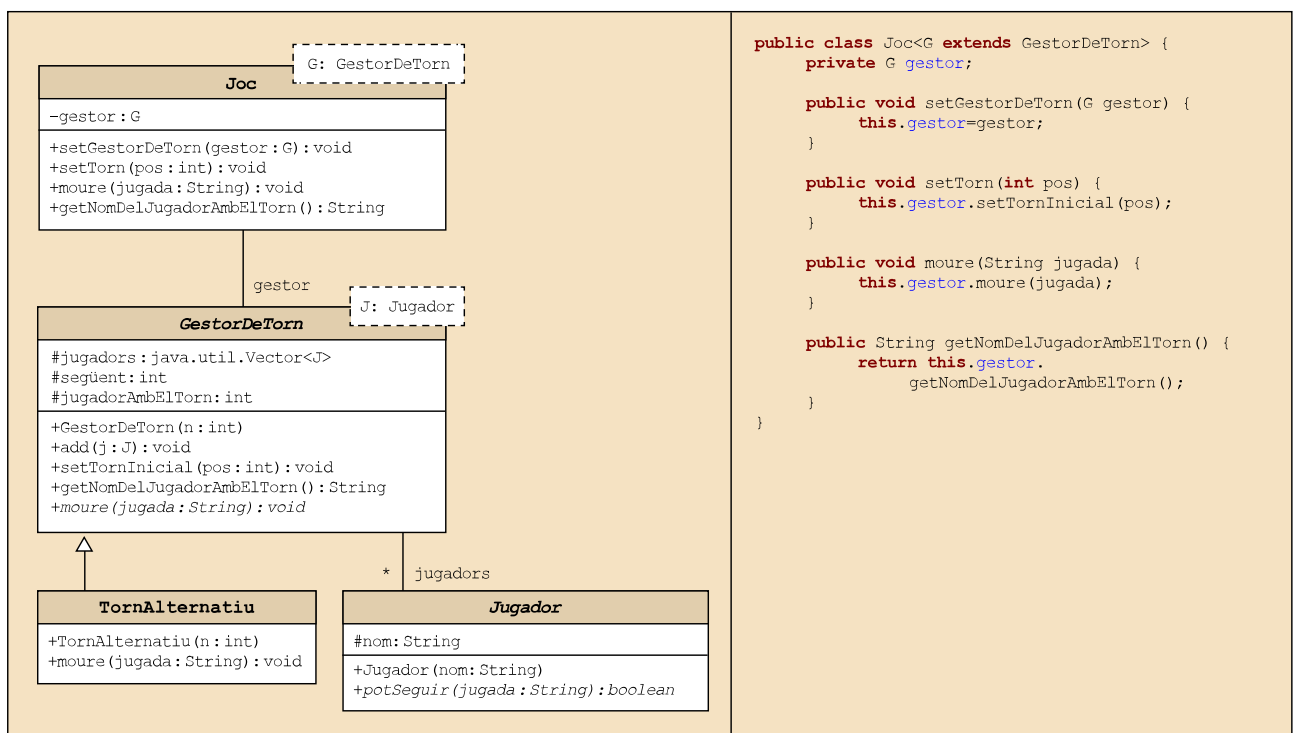 G: GestorDeTorn
Joc
-gestor:G
+setGestorDeTorn(gestor:G):void
+setTorn(pos:int):void
+moure(jugada:String):void
+getNomDelJugadorAmbElTorn():String
gestor
J: Jugador
GestorDeTorn
#jugadors:java.util.Vector<J>
#següent:int
#jugadorAmbElTorn:int
+GestorDeTorn(n:int)
+add(j:J):void
+setTornInicial(pos:int):void
+getNomDelJugadorAmbElTorn():String
+moure(jugada:String):void
* jugadors
TornAlternatiu
+TornAlternatiu(n:int)
+moure(jugada:String):void
Jugador
#nom:String
+Jugador(nom:String)
+potSeguir(jugada:String):boolean
public class Joc<G extends GestorDeTorn> {
private G gestor;
public void setGestorDeTorn(G gestor) {
this.gestor=gestor;
}
public void setTorn(int pos) {
this.gestor.setTornInicial(pos);
}
public void moure(String jugada) {
this.gestor.moure(jugada);
}
public String getNomDelJugadorAmbElTorn() {
return this.gestor.
getNomDelJugadorAmbElTorn();
}
}